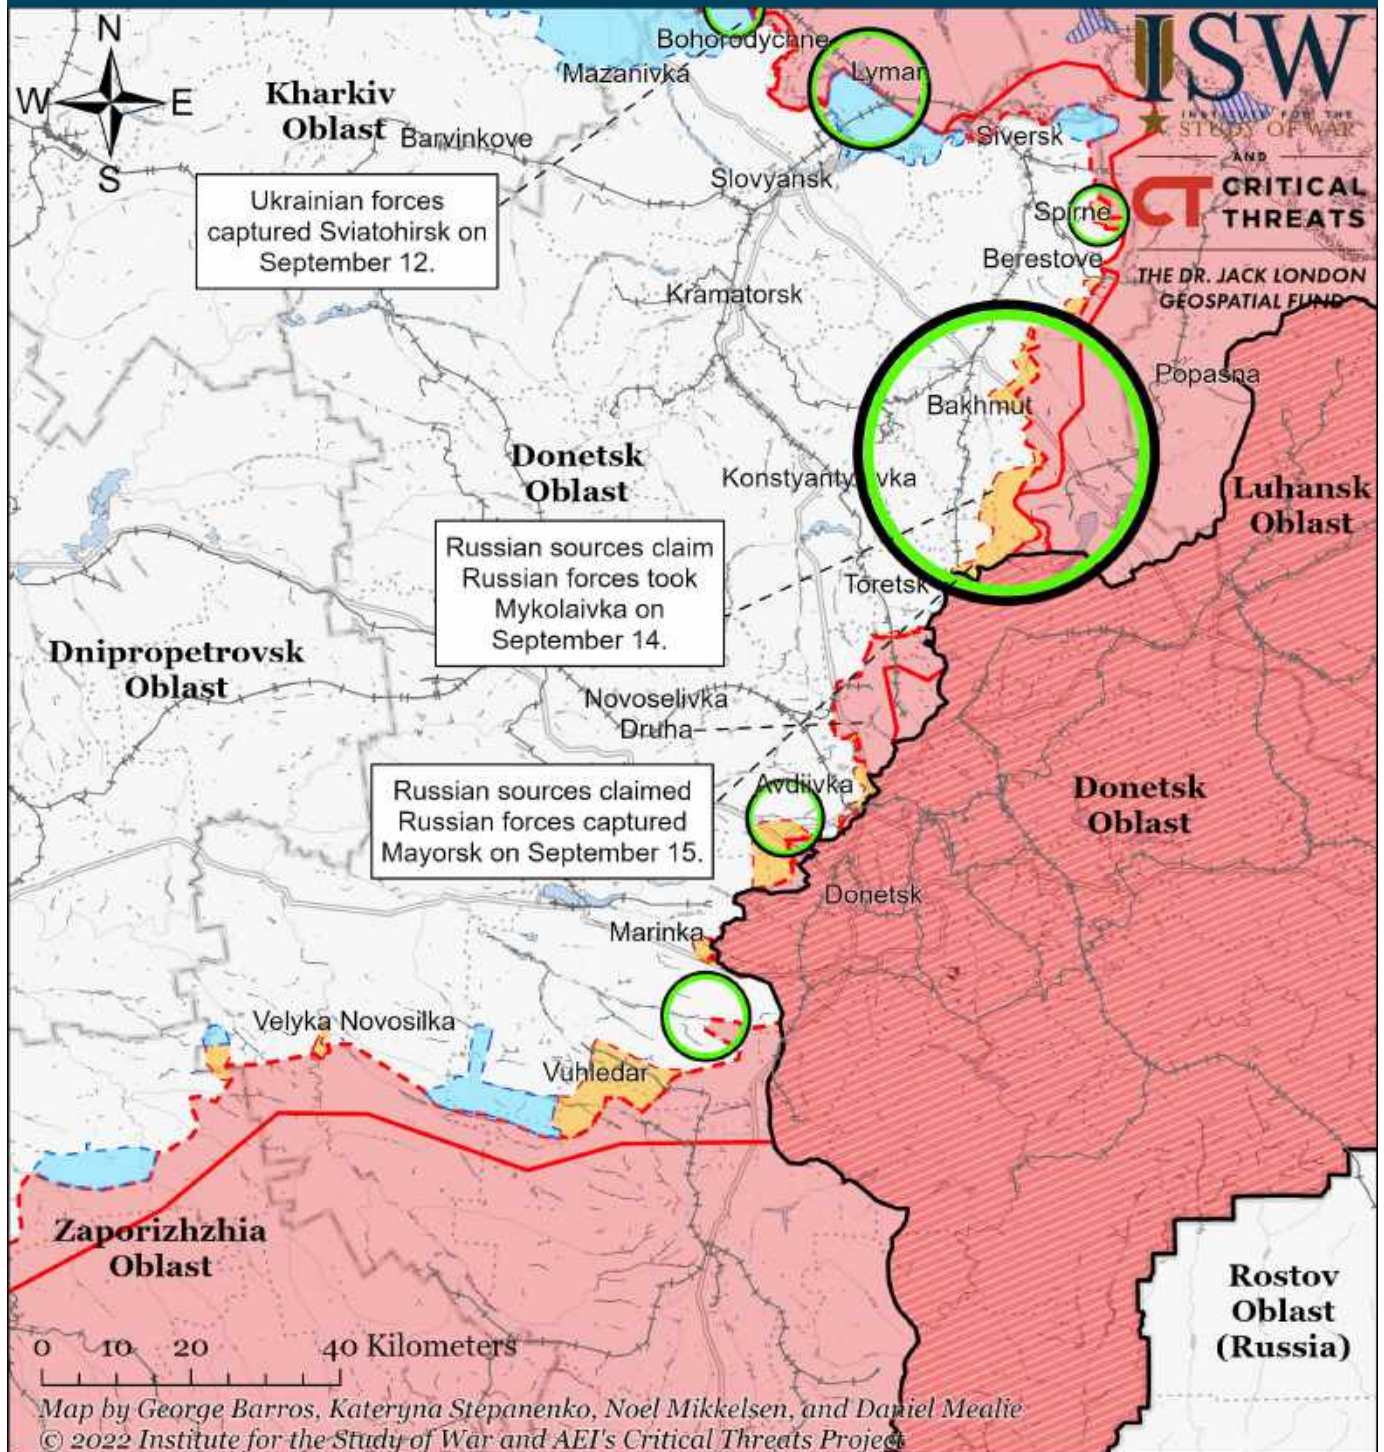 N
W
E
S
Kharkiv
Oblast
Barvinkove
Mazanivka
Bohorodychne
Lyman
Siversk
ISW
INSTITUTE FOR THE
STUDY OF WAR
AND
CT CRITICAL
THREATS
THE DR. JACK LONDON
GEOSPATIAL FUND
Slovyansk
Ukrainian forces
captured Sviatohirsk on
September 12.
Spirne
Berestove
Kramatorsk
Popasna
Bakhmut
Donetsk
Oblast
Konstyantynivka
Luhansk
Oblast
Russian sources claim
Russian forces took
Mykolaivka on
September 14.
Toretsk
Dnipropetrovsk
Oblast
Novoselivka
Druha
Russian sources claimed
Russian forces captured
Mayorsk on September 15.
Avdiivka
Donetsk
Oblast
Donetsk
Marinka
Velyka Novosilka
Vuhledar
Zaporizhzhia
Oblast
Rostov
Oblast
(Russia)
0 10 20 40 Kilometers
Map by George Barros, Kateryna Stepanenko, Noel Mikkelsen, and Daniel Mealie
© 2022 Institute for the Study of War and AEI's Critical Threats Project